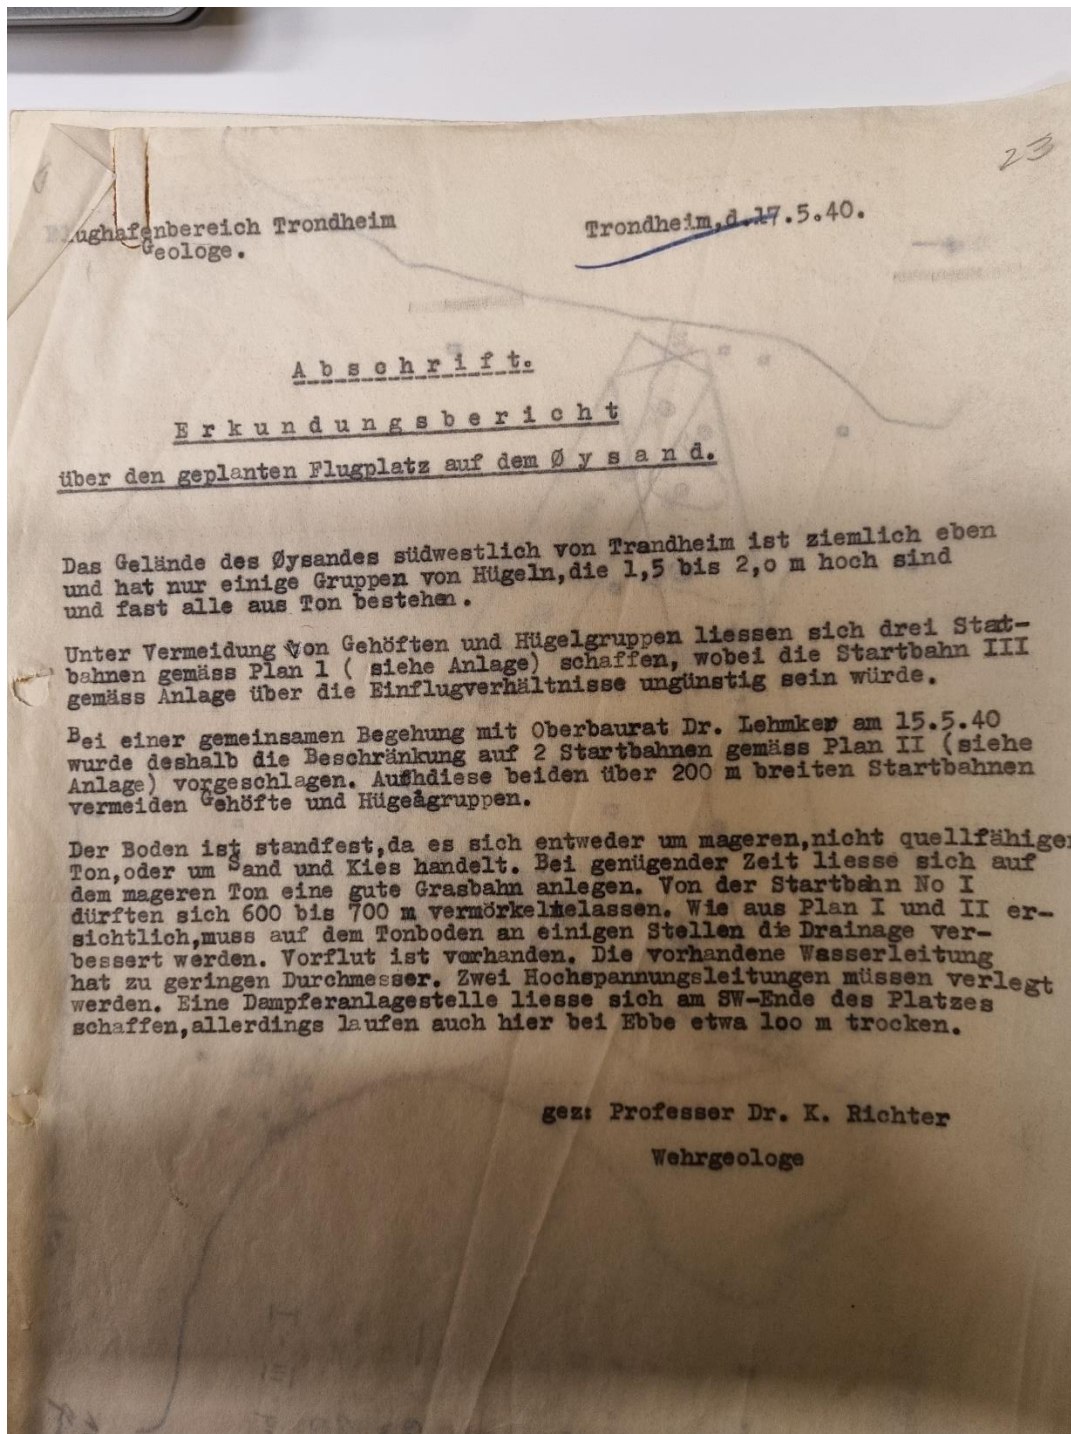 23
Flughafenbereich Trondheim
Geologe.
Trondheim,d.17.5.40.
A b s c h r i f t.
E r k u n d u n g s b e r i c h t
über den geplanten Flugplatz auf dem Ø y s a n d.
Das Gelände des Øysandes südwestlich von Trandheim ist ziemlich eben
und hat nur einige Gruppen von Hügeln,die 1,5 bis 2,o m hoch sind
und fast alle aus Ton bestehen.
Unter Vermeidung von Gehöften und Hügelgruppen liessen sich drei Stat-
bahnen gemäss Plan 1 ( siehe Anlage) schaffen, wobei die Startbahn III
gemäss Anlage über die Einflugverhältnisse ungünstig sein würde.
Bei einer gemeinsamen Begehung mit Oberbaurat Dr. Lehmker am 15.5.40
wurde deshalb die Beschränkung auf 2 Startbahnen gemäss Plan II (siehe
Anlage) vorgeschlagen. Auchdiese beiden über 200 m breiten Startbahnen
vermeiden Gehöfte und Hügelgruppen.
Der Boden ist standfest,da es sich entweder um mageren,nicht quellfähigen
Ton,oder um Sand und Kies handelt. Bei genügender Zeit liesse sich auf
dem mageren Ton eine gute Grasbahn anlegen. Von der Startbahn No I
dürften sich 600 bis 700 m lassen. Wie aus Plan I und II er-
sichtlich,muss auf dem Tonboden an einigen Stellen die Drainage ver-
bessert werden. Vorflut ist vorhanden. Die vorhandene Wasserleitung
hat zu geringen Durchmesser. Zwei Hochspannungsleitungen müssen verlegt
werden. Eine Dampferanlagestelle liesse sich am SW-Ende des Platzes
schaffen,allerdings laufen auch hier bei Ebbe etwa loo m trocken.
gez: Professer Dr. K. Richter
Wehrgeologe